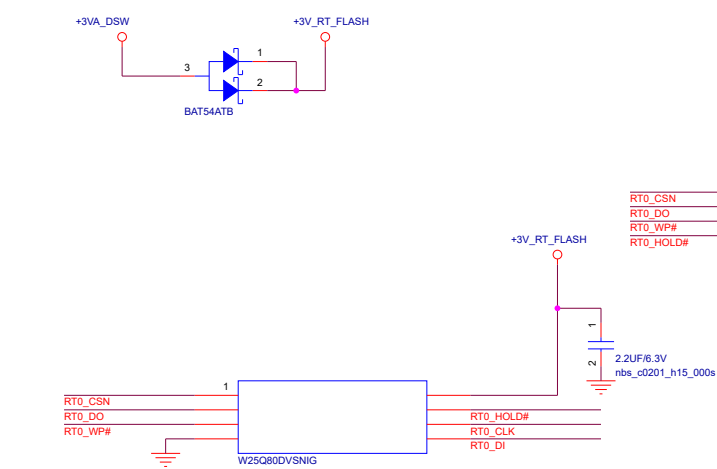 +3VA_DSW
+3V_RT_FLASH
3
1
2
BAT54ATB
RT0_CSN
RT0_DO
RT0_WP#
RT0_HOLD#
+3V_RT_FLASH
1
2
2.2UF/6.3V
nbs_c0201_h15_000s
1
RT0_CSN
RT0_DO
RT0_WP#
RT0_HOLD#
RT0_CLK
RT0_DI
W25Q80DVSNIG